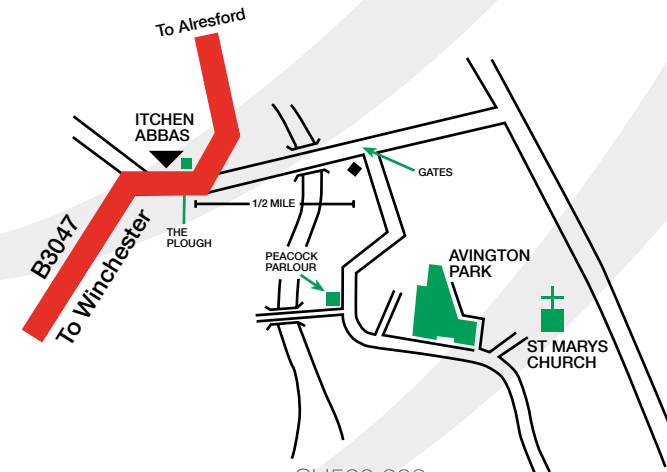 To Alresford
ITCHEN
ABBAS
GATES
1/2 MILE
THE
PLOUGH
B3047
To Winchester
PEACOCK
PARLOUR
AVINGTON
PARK
ST MARYS
CHURCH